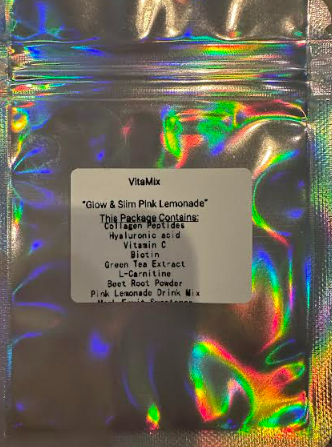 VitaMix
"Glow & Slim Pink Lemonade"
This Package Contains:
Collagen Peptides
Hyaluronic acid
Vitamin C
Biotin
Green Tea Extract
L-Carnitine
Beet Root Powder
Pink Lemonade Drink Mix